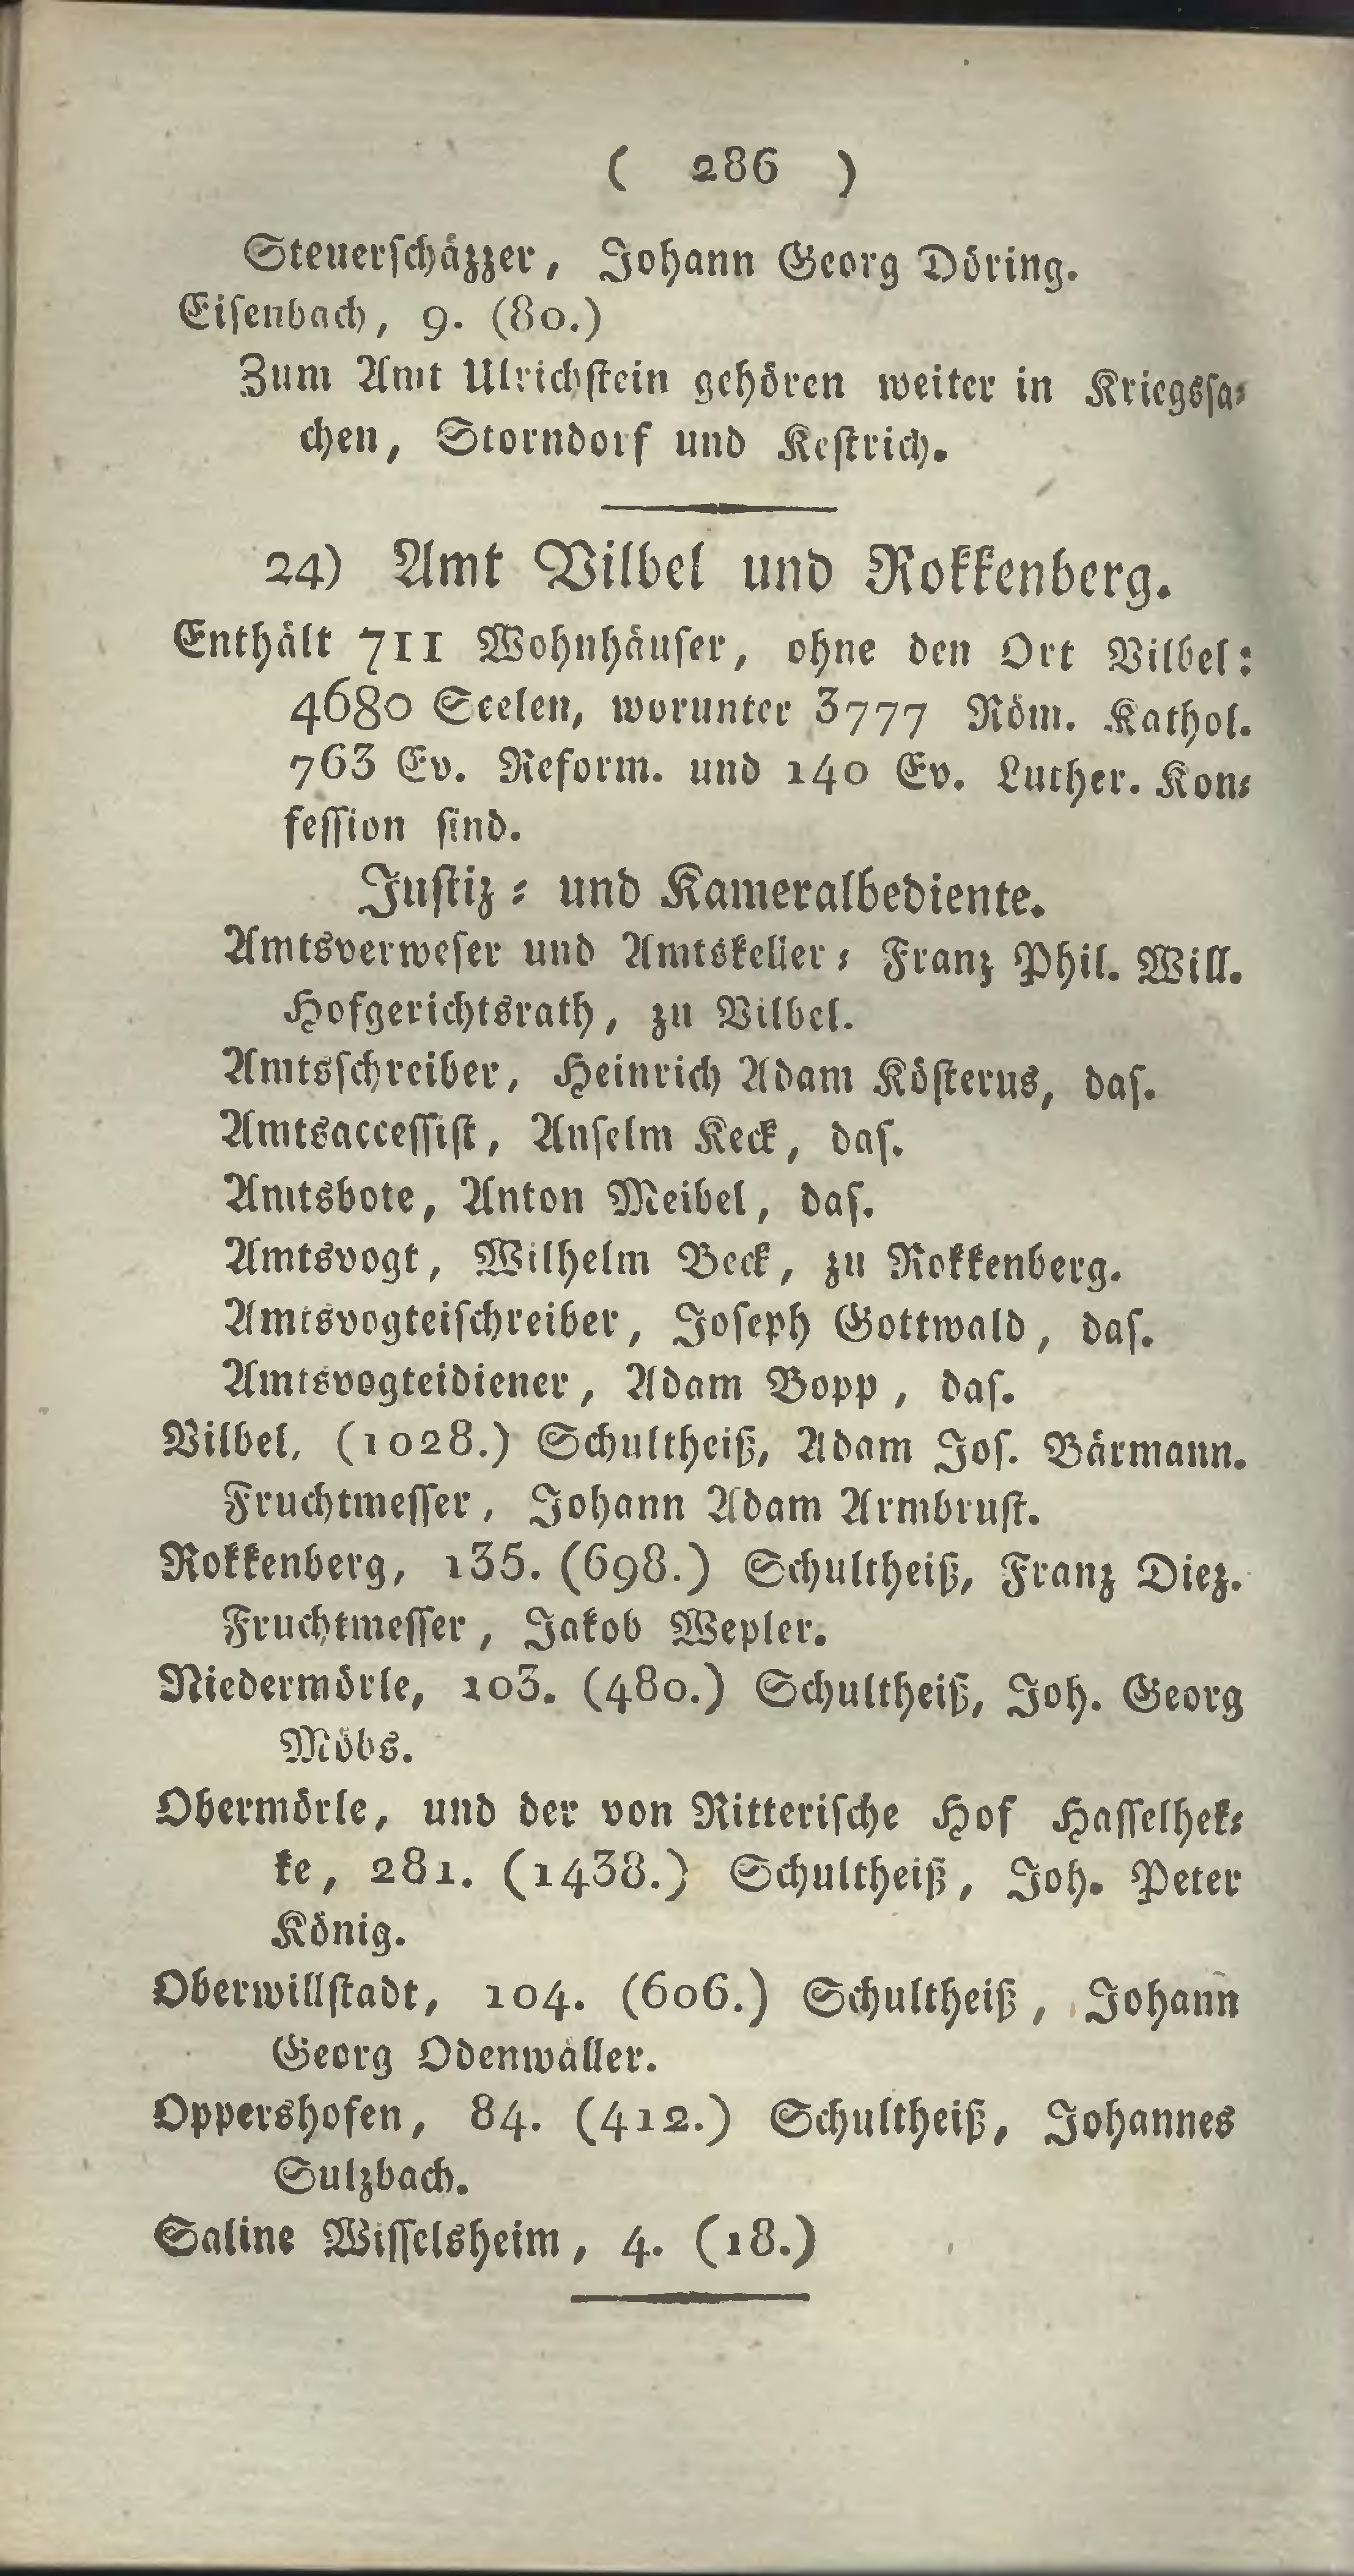 ( 286 )
Steuerſchäzzer, Johann Georg Döring.
Eiſenbach, 9. (80.)
Zum Amt Ulrichſtein gehören weiter in Kriegsſa⸗
chen, Storndorf und Keſtrich.
24) Amt Vilbel und Rokkenberg.
Enthält 711 Wohnhäuſer, ohne den Ort Vilbel:
4680 Seelen, worunter 3777 Röm. Kathol.
763 Ev. Reform. und 140 Ev. Luther. Kon⸗
feſſion ſind.
Juſtiz⸗ und Kameralbediente.
Amtsverweſer und Amtskeller⸗ Franz Phil. Will.
Hofgerichtsrath, zu Vilbel.
Amtsſchreiber, Heinrich Adam Köſterus, daſ.
Amtsacceſſiſt, Anſelm Keck, daſ.
Amtsbote, Anton Meibel, daſ.
Amtsvogt, Wilhelm Beck, zu Rokkenberg.
Amtsvogteiſchreiber, Joſeph Gottwald, daſ.
Amtsvogteidiener, Adam Bopp, daſ.
Vilbel, (1028.) Schultheiß, Adam Joſ. Bärmann.
Fruchtmeſſer, Johann Adam Armbruſt.
Rokkenberg, 135. (698.) Schultheiß, Franz Diez.
Fruchtmeſſer, Jakob Wepler.
Niedermörle, 103. (480.) Schultheiß, Joh. Georg
Möbs.
Obermörle, und der von Ritteriſche Hof Haſſelhek⸗
ke, 281. (1438.) Schultheiß, Joh. Peter
König.
Oberwillſtadt, 104. (606.) Schultheiß, Johann
Georg Odenwäller.
Oppershofen, 84. (412.) Schultheiß, Johannes
Sulzbach.
Saline Wiſſelsheim, 4. (18.)